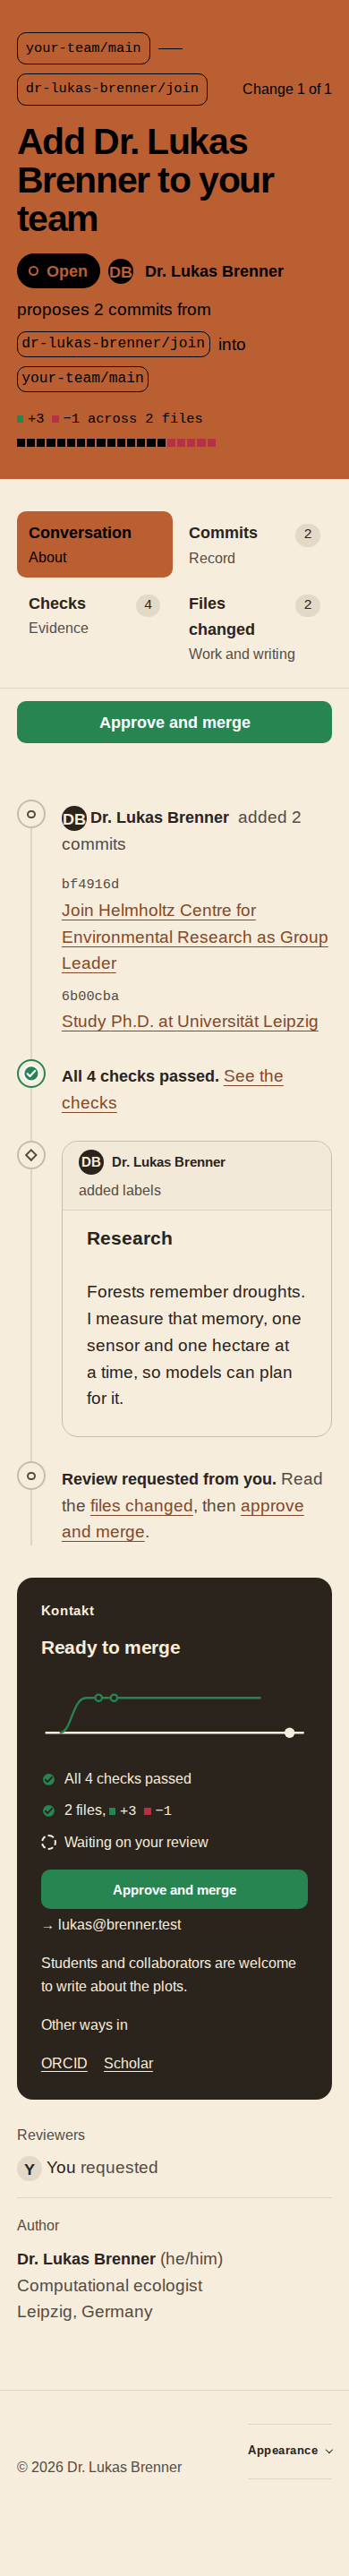 your-team/main
dr-lukas-brenner/join
Change 1 of 1
Add Dr. Lukas
Brenner to your
team
Open DB Dr. Lukas Brenner
proposes 2 commits from
dr-lukas-brenner/join into
your-team/main
+3 −1 across 2 files
Conversation
About
Commits 2
Record
Checks 4
Evidence
Files
changed 2
Work and writing
Approve and merge
DB Dr. Lukas Brenner added 2
commits
bf4916d
Join Helmholtz Centre for
Environmental Research as Group
Leader
6b00cba
Study Ph.D. at Universität Leipzig
All 4 checks passed. See the
checks
DB Dr. Lukas Brenner
added labels
Research
Forests remember droughts.
I measure that memory, one
sensor and one hectare at
a time, so models can plan
for it.
Review requested from you. Read
the files changed, then approve
and merge.
Kontakt
Ready to merge
All 4 checks passed
2 files, +3 −1
Waiting on your review
Approve and merge
→ lukas@brenner.test
Students and collaborators are welcome
to write about the plots.
Other ways in
ORCID Scholar
Reviewers
Y You requested
Author
Dr. Lukas Brenner (he/him)
Computational ecologist
Leipzig, Germany
Appearance
© 2026 Dr. Lukas Brenner